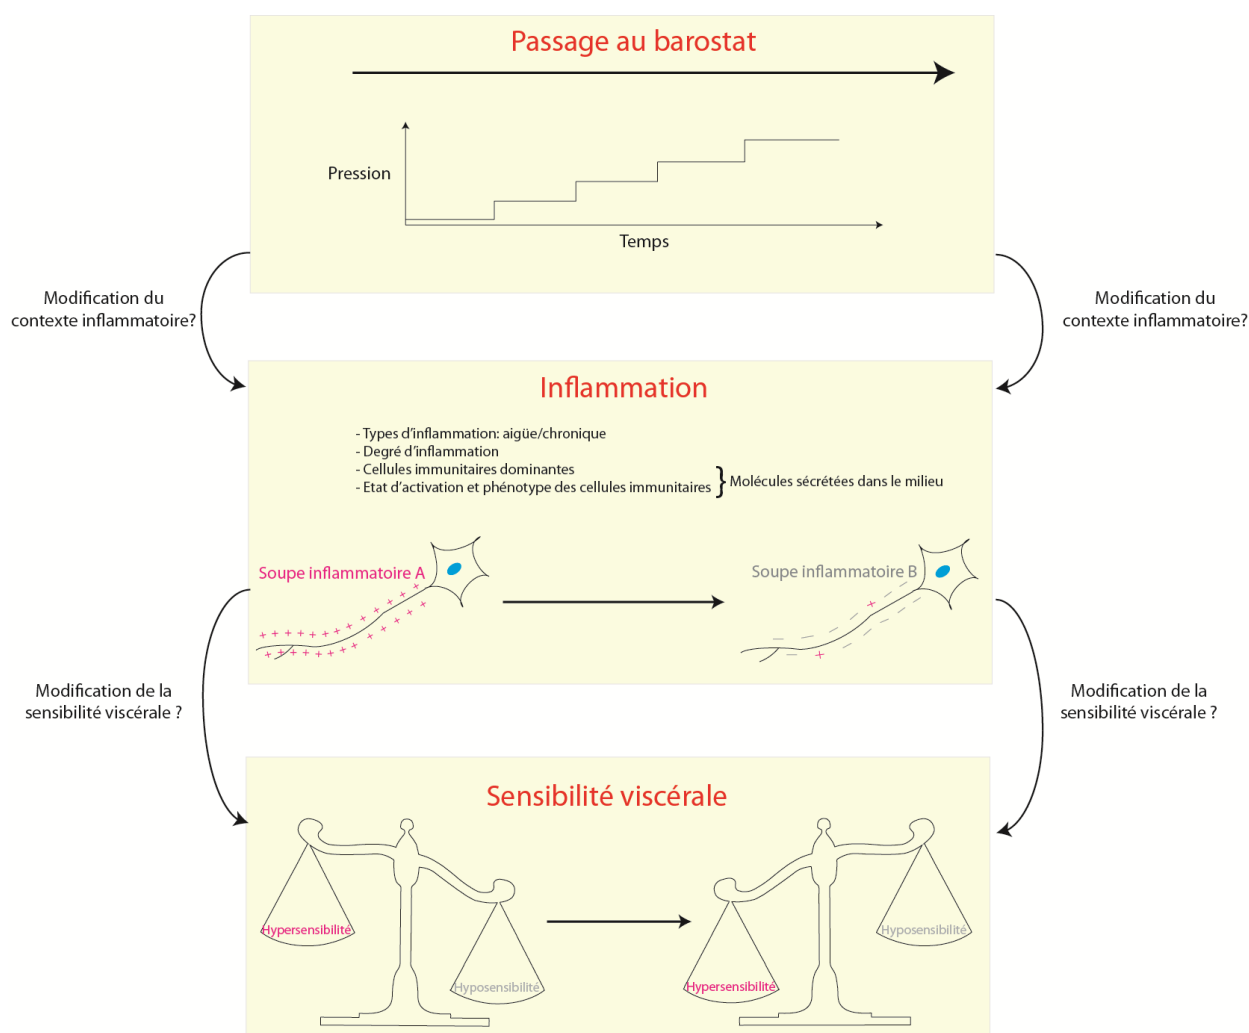 Passage au barostat
Pression
Temps
Modification du
contexte inflammatoire?
Modification du
contexte inflammatoire?
Inflammation
- Types d'inflammation: aigüe/chronique
- Degré d'inflammation
- Cellules immunitaires dominantes
- Etat d'activation et phénotype des cellules immunitaires
} Molécules sécrétées dans le milieu
Soupe inflammatoire A
Soupe inflammatoire B
Modification de la
sensibilité viscérale ?
Modification de la
sensibilité viscérale ?
Sensibilité viscérale
Hypersensibilité
Hyposensibilité
Hypersensibilité
Hyposensibilité